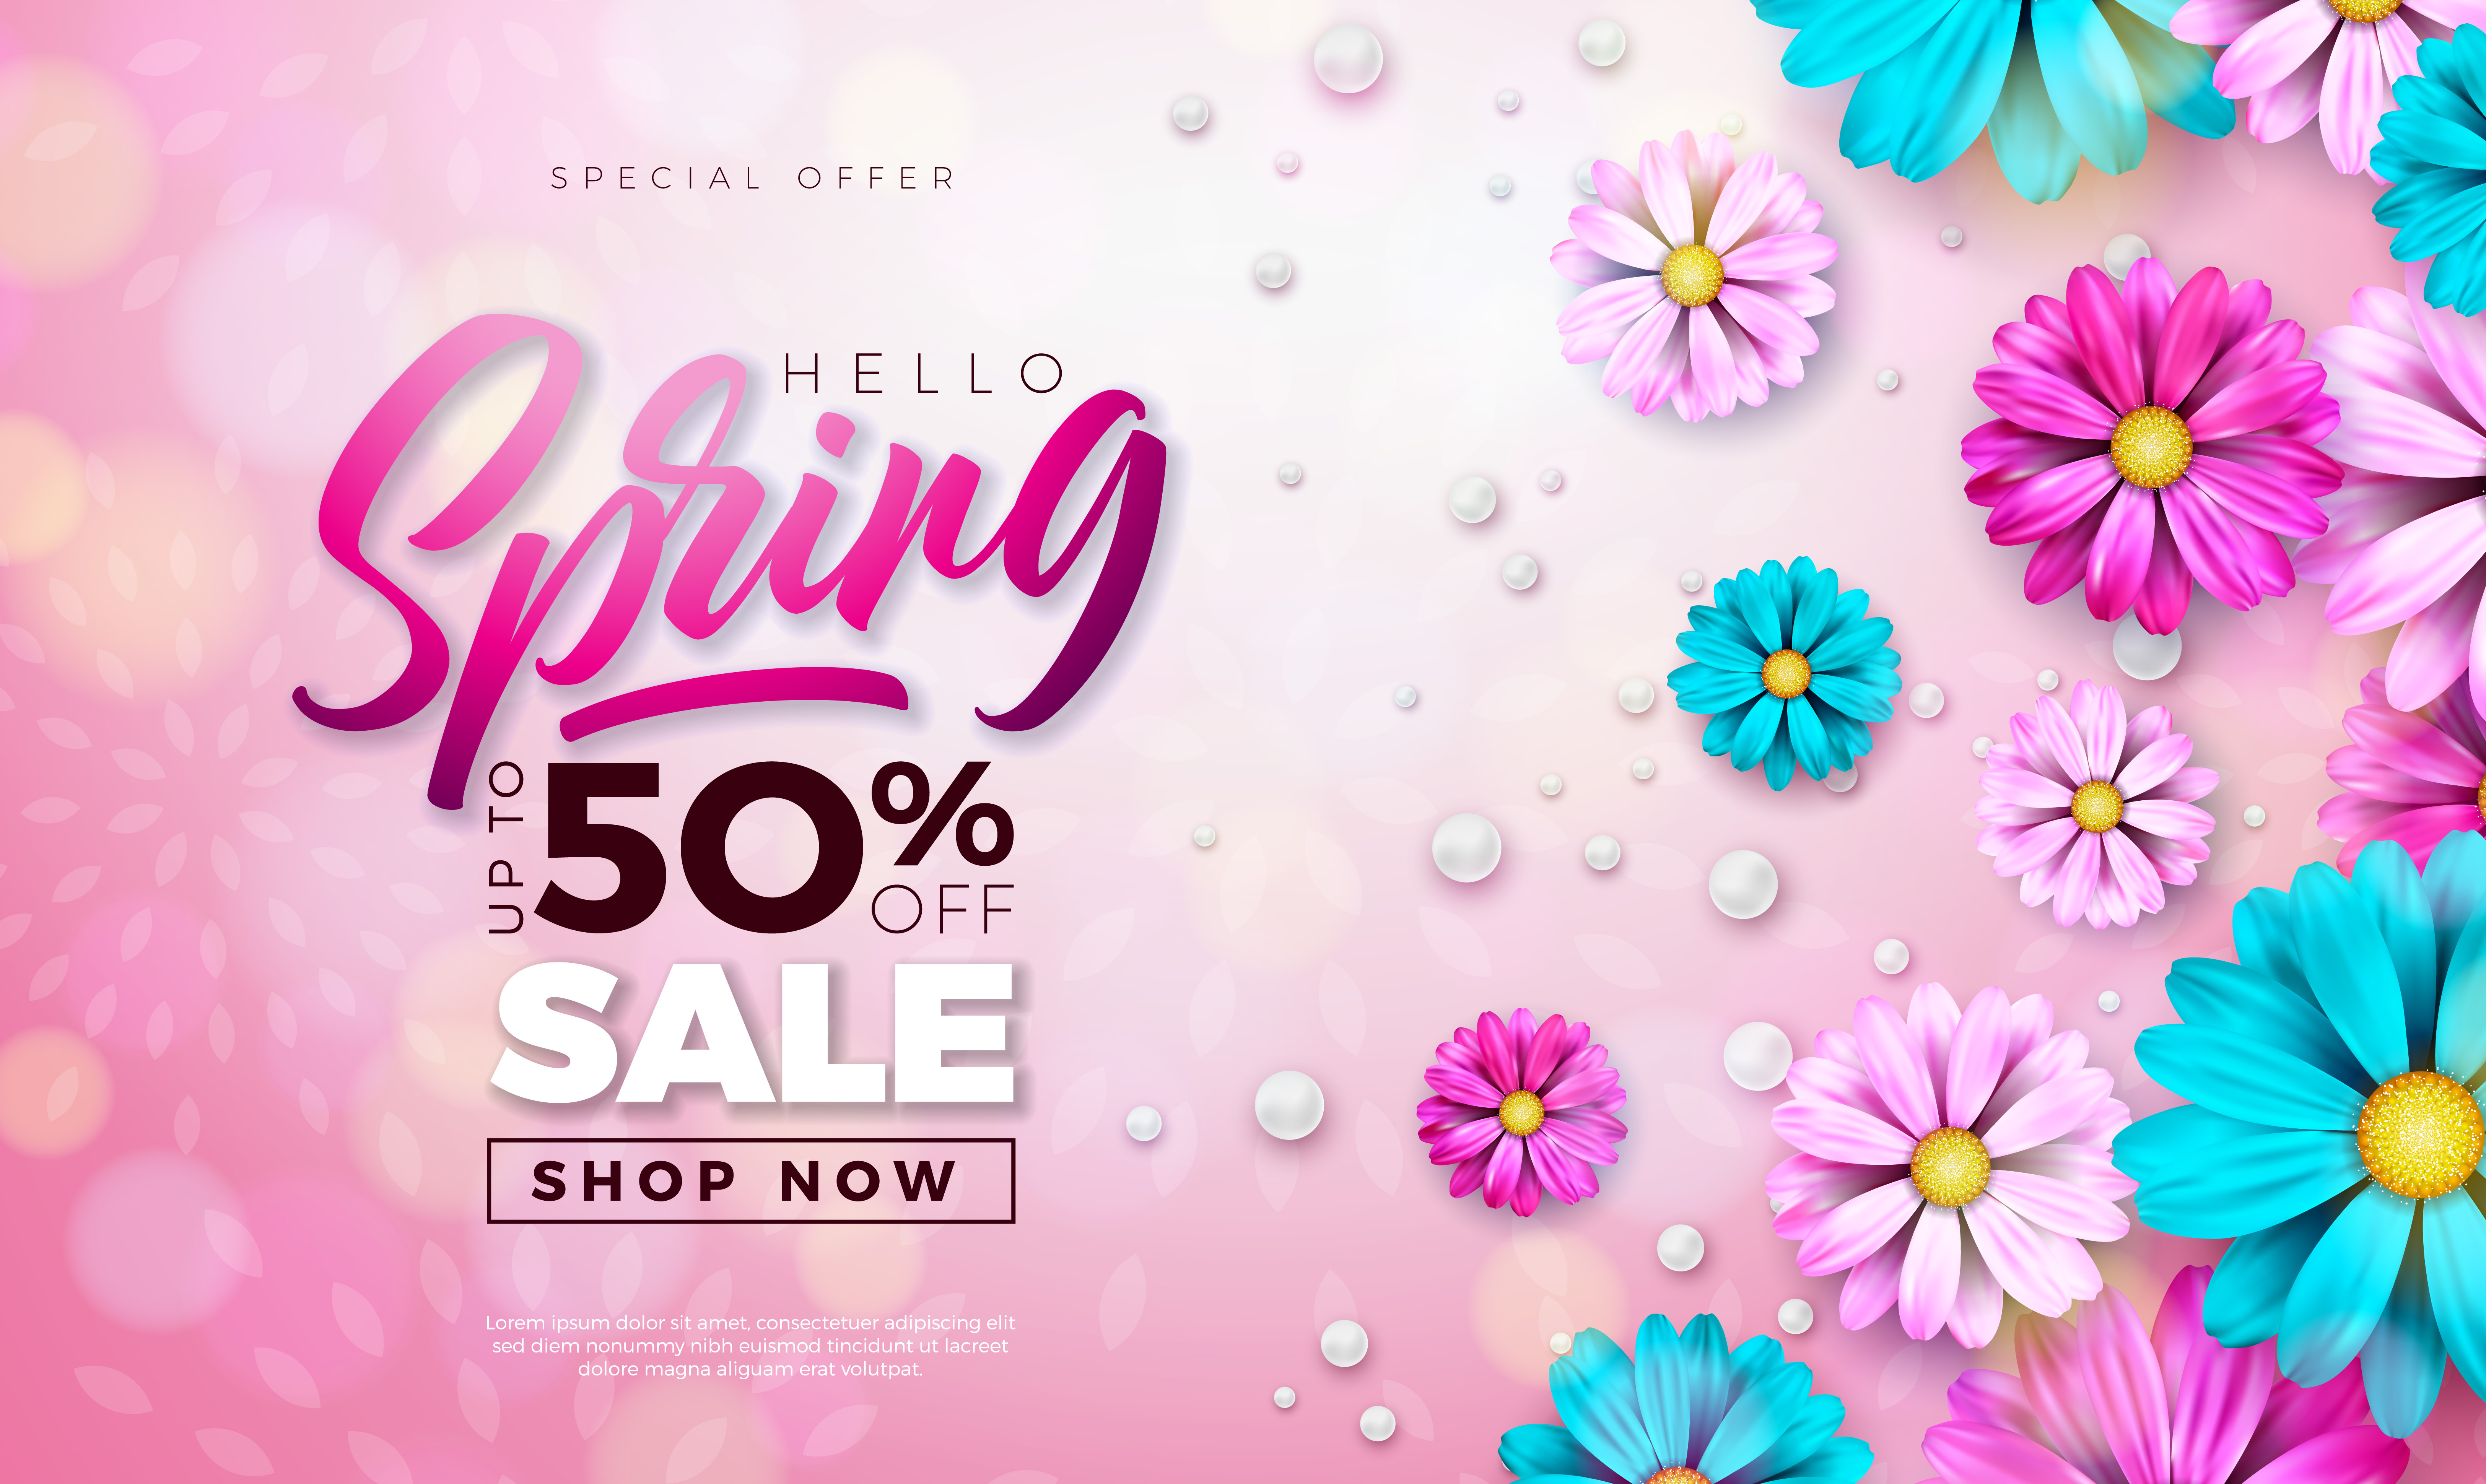 SPECIAL OFFER
HELLO
Spring
UP TO
50%
OFF
SALE
SHOP NOW
Lorem ipsum dolor sit amet, consectetuer adipiscing elit
sed diem nonummy nibh euismod tincidunt ut lacreet
dolore magna aliguam erat volutpat.